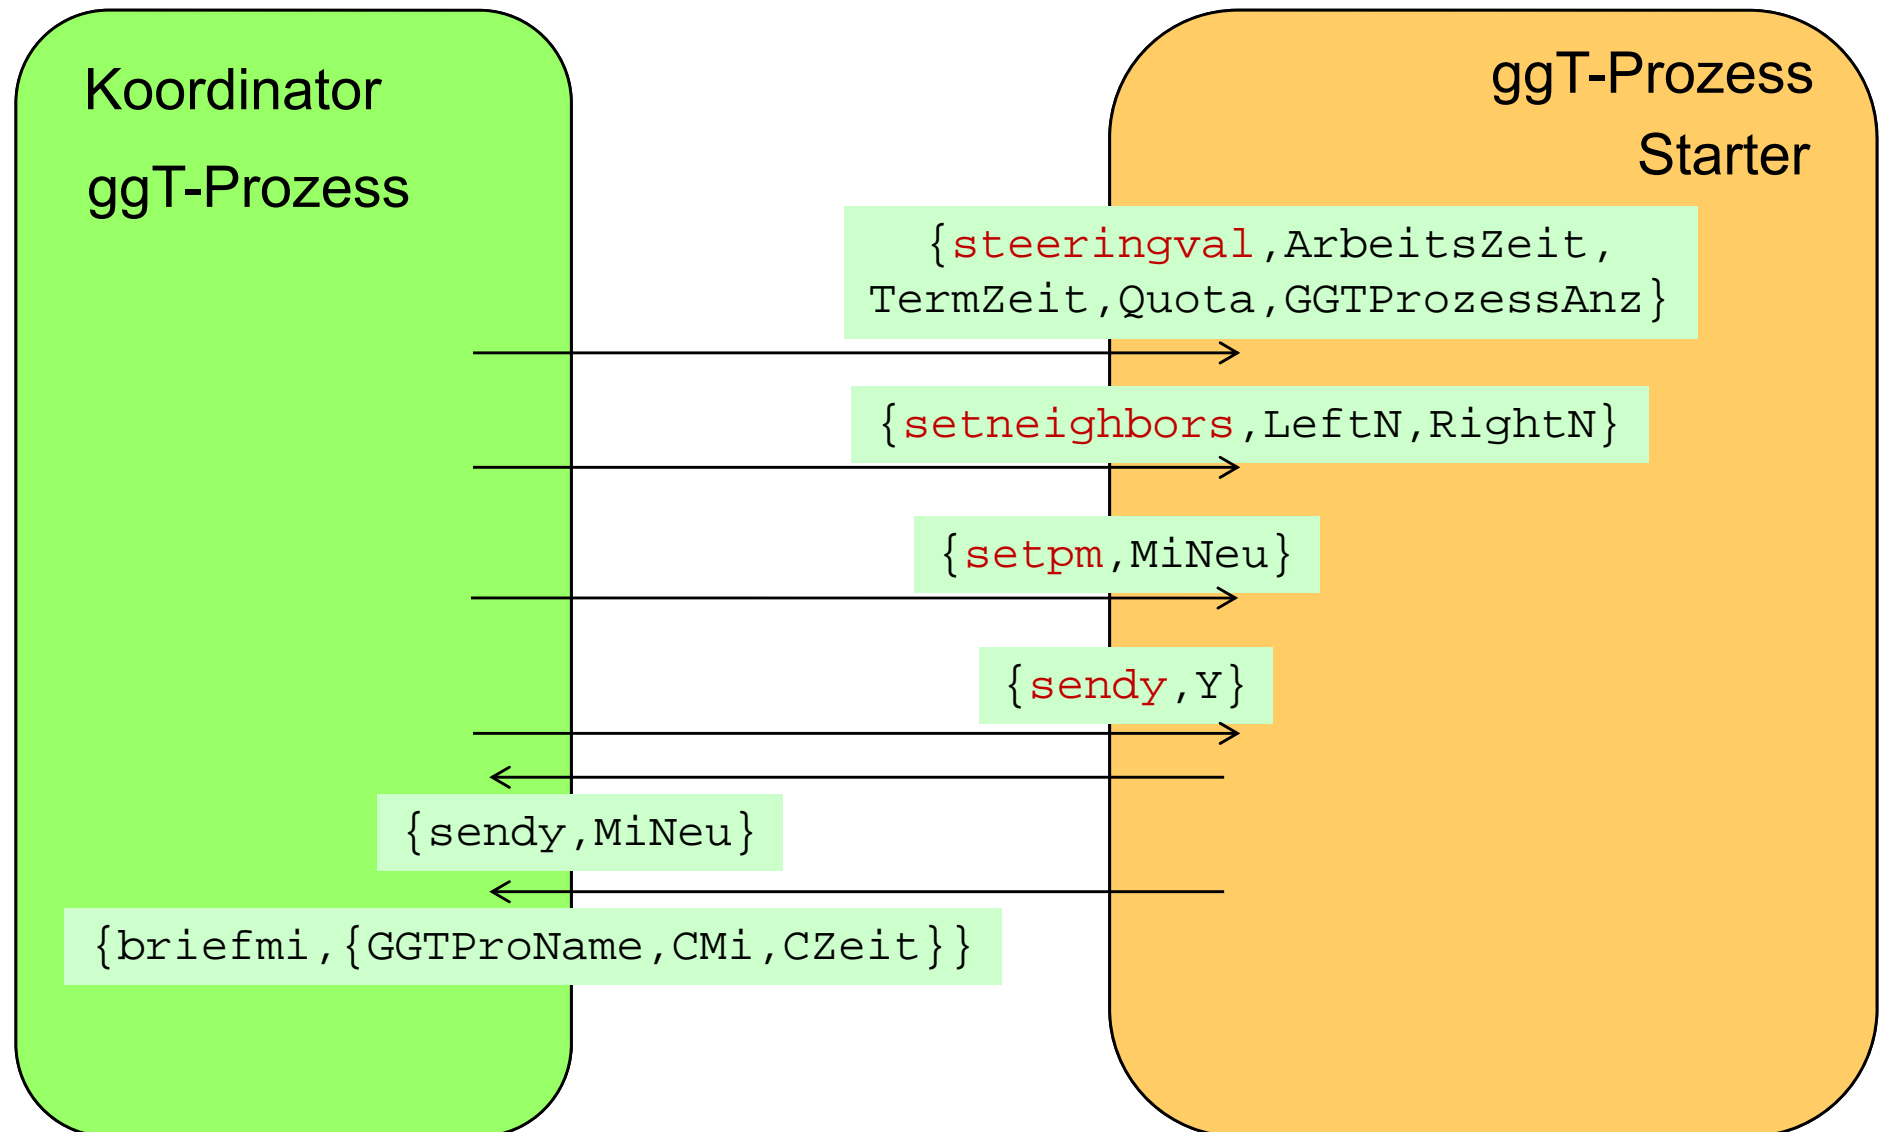 Koordinator
ggT-Prozess
ggT-Prozess
Starter
{steeringval,ArbeitsZeit,
TermZeit,Quota,GGTProzessAnz}
{setneighbors,LeftN,RightN}
{setpm,MiNeu}
{sendy,Y}
{sendy,MiNeu}
{briefmi,{GGTProName,CMi,CZeit}}